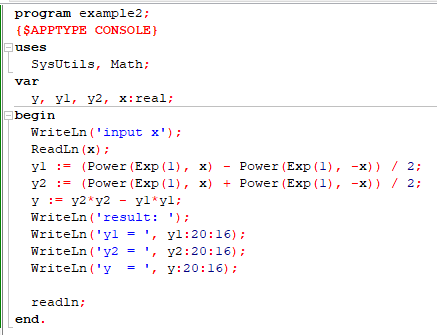 program example2;
{$APPTYPE CONSOLE}
uses
  SysUtils, Math;
var
  y, y1, y2, x:real;
begin
  WriteLn('input x');
  ReadLn(x);
  y1 := (Power(Exp(1), x) - Power(Exp(1), -x)) / 2;
  y2 := (Power(Exp(1), x) + Power(Exp(1), -x)) / 2;
  y := y2*y2 - y1*y1;
  WriteLn('result: ');
  WriteLn('y1 = ', y1:20:16);
  WriteLn('y2 = ', y2:20:16);
  WriteLn('y  = ', y:20:16);

  readln;
end.